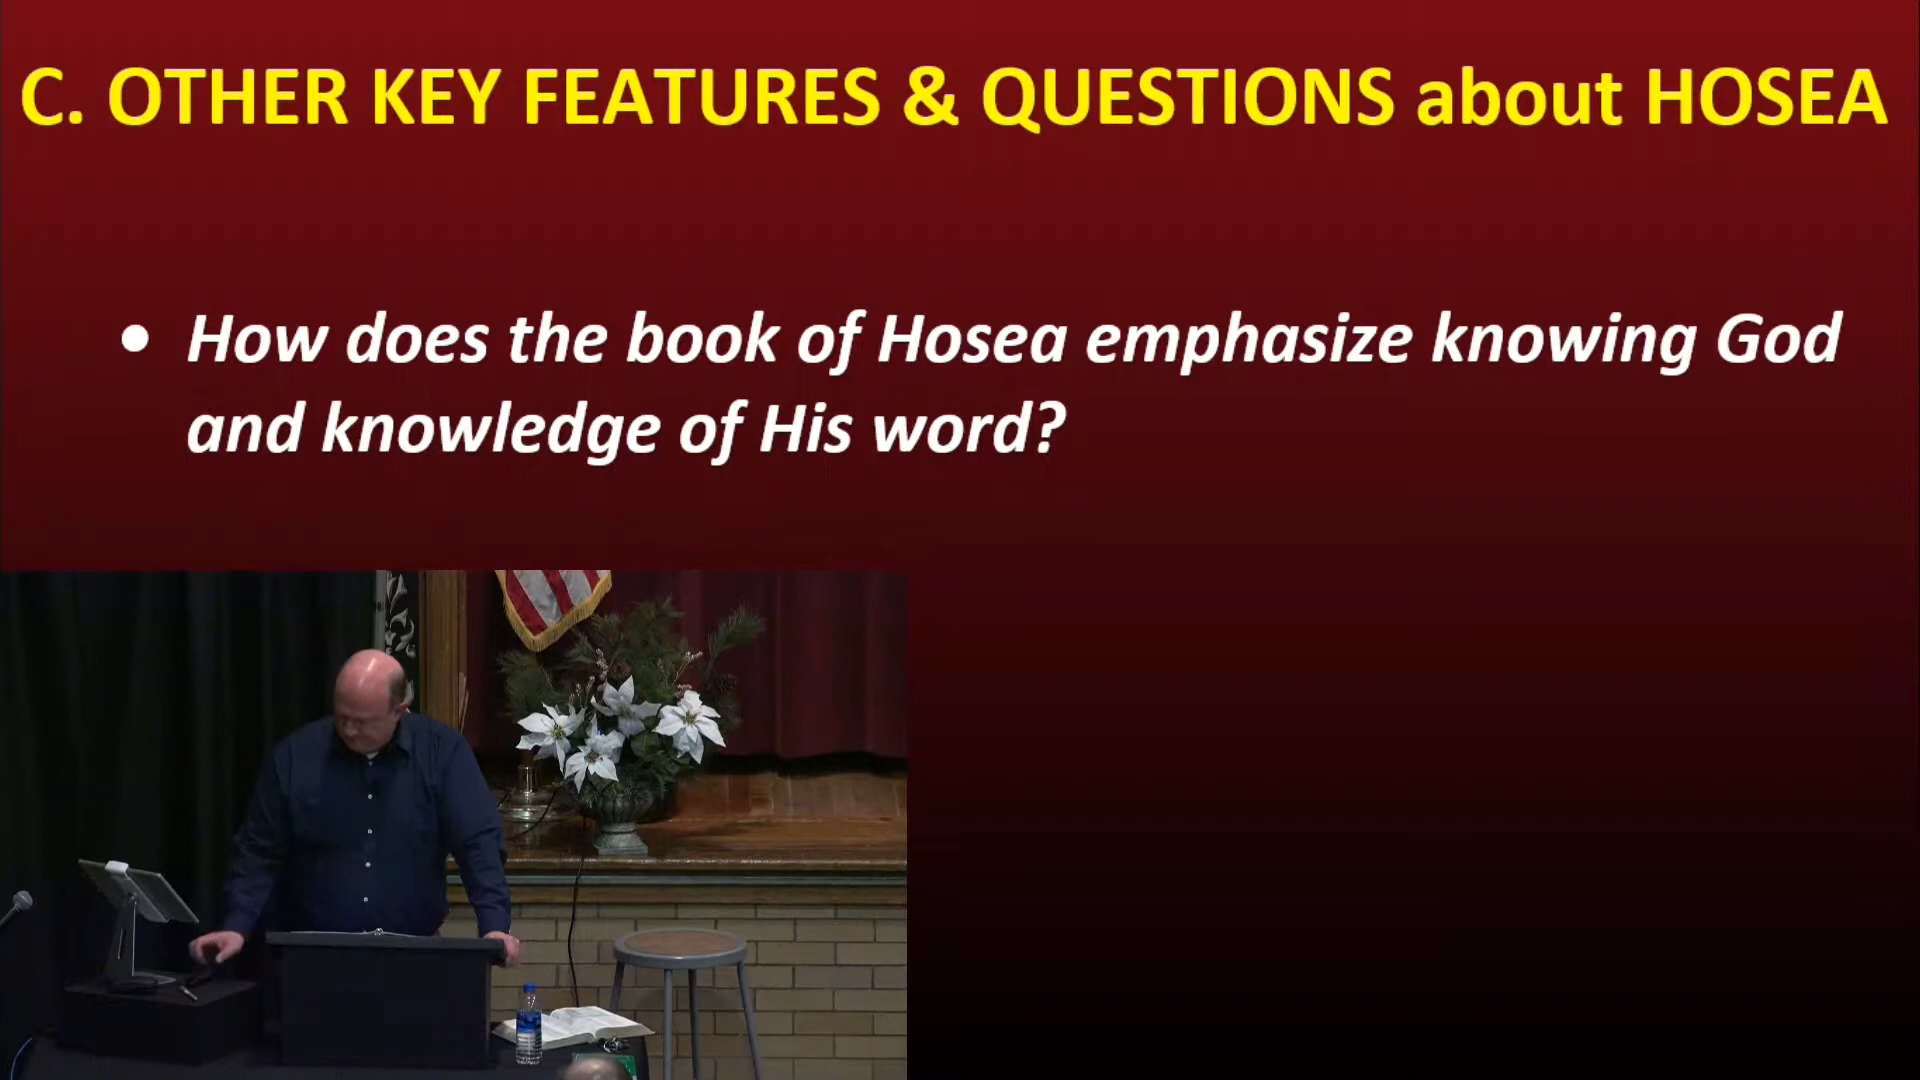 C. OTHER KEY FEATURES & QUESTIONS about HOSEA
• How does the book of Hosea emphasize knowing God
and knowledge of His word?